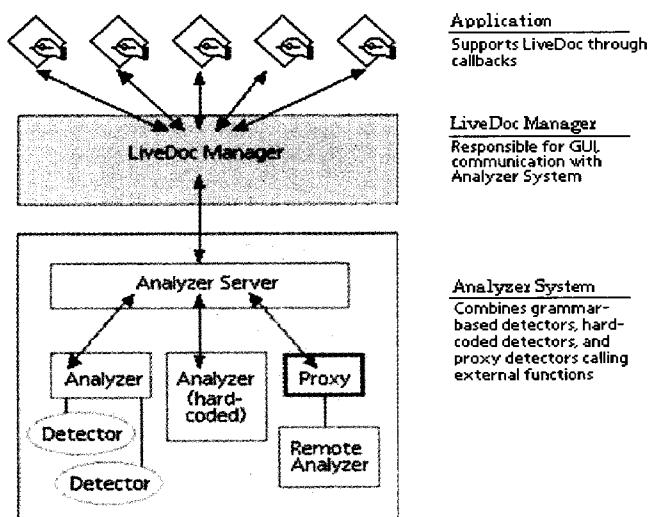 Application
Supports LiveDoc through
callbacks
LiveDoc Manager
LiveDoc Manager
Responsible for GUI,
communication with
Analyzer System
Analyzer Server
Analyzer System
Combines grammar-
based detectors, hard-
coded detectors, and
proxy detectors calling
external functions
Analyzer
Analyzer
(hard-
coded)
Proxy
Detector
Detector
Remote
Analyzer